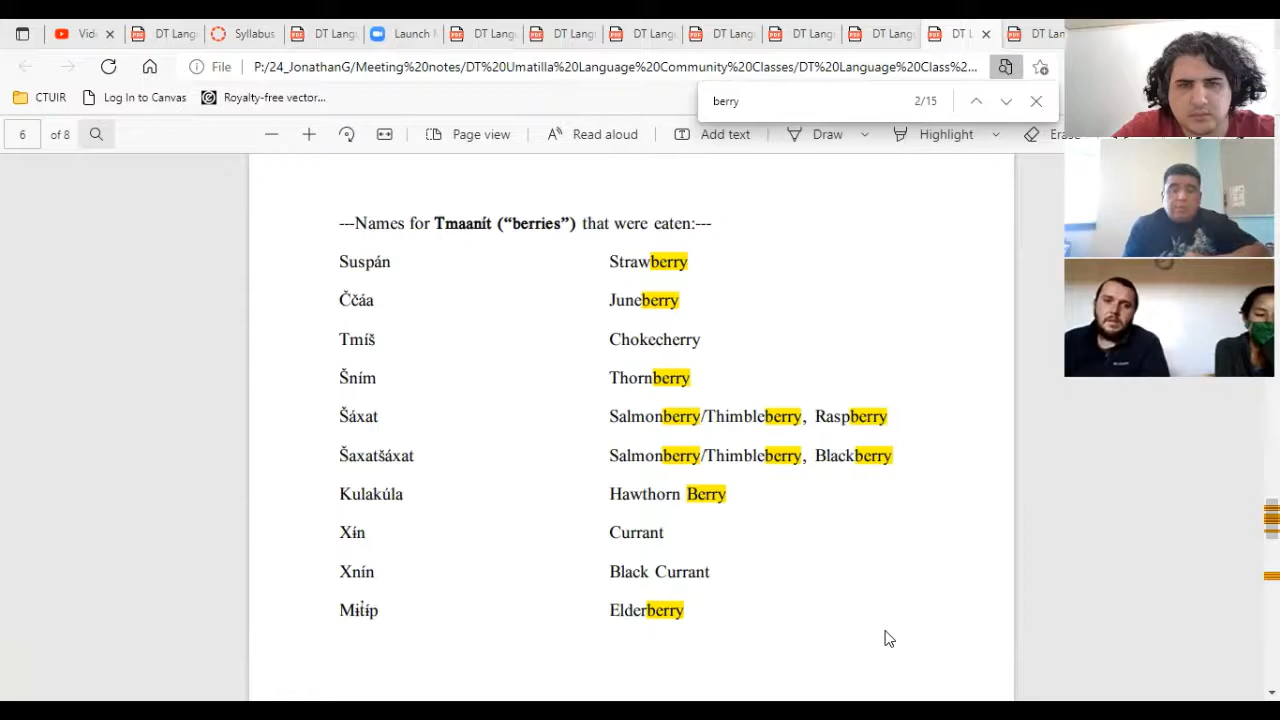 Vid
DT Lang
Syllabus
DT Lang
Launch
DT Lang
DT Lang
DT Lang
DT Lang
DT Lang
DT Lang
DT L
DT Lang
File P:/24_JonathanG/Meeting%20notes/DT%20Umatilla%20Language%20Community%20Classes/DT%20Language%20Class%2...
CTUIR Log In to Canvas Royalty-free vector...
berry 2/15
6 of 8 Page view Read aloud Add text Draw Highlight
---Names for Tmaanít (“berries”) that were eaten:---
Suspán Strawberry
Ččáa Juneberry
Tmíš Chokecherry
Šním Thornberry
Šáxat Salmonberry/Thimbleberry, Raspberry
Šaxatšáxat Salmonberry/Thimbleberry, Blackberry
Kulakúla Hawthorn Berry
Xɨn Currant
Xnín Black Currant
Mɨt̓ɨ́p Elderberry